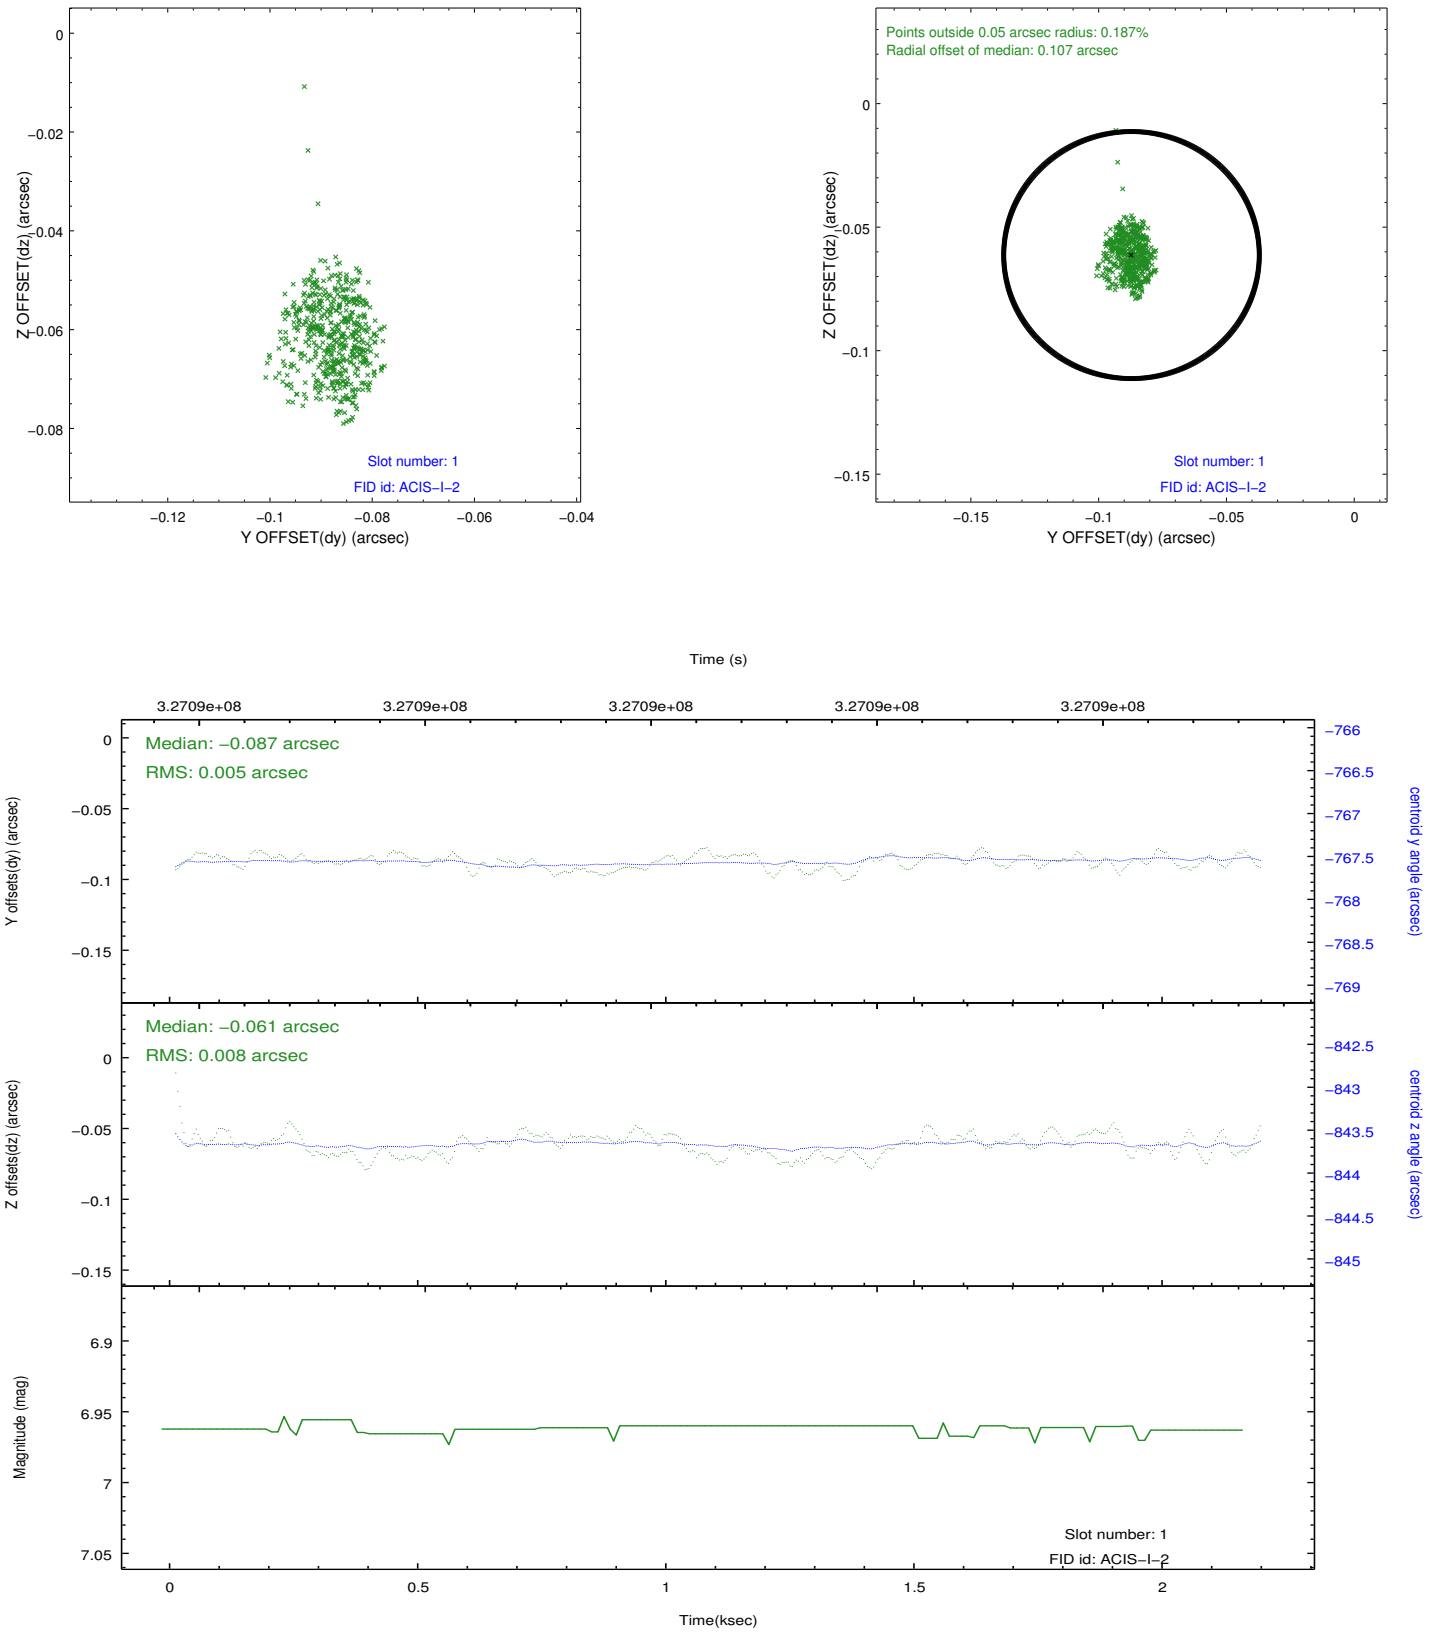 0
−0.02
−0.04
−0.06
−0.08
Z OFFSET(dz) (arcsec)
Slot number: 1
FID id: ACIS−I−2
−0.12
−0.1
−0.08
−0.06
−0.04
Y OFFSET(dy) (arcsec)
Points outside 0.05 arcsec radius: 0.187%
Radial offset of median: 0.107 arcsec
0
−0.05
−0.1
−0.15
Z OFFSET(dz) (arcsec)
Slot number: 1
FID id: ACIS−I−2
−0.15
−0.1
−0.05
0
Y OFFSET(dy) (arcsec)
Time (s)
3.2709e+08
3.2709e+08
3.2709e+08
3.2709e+08
3.2709e+08
Median: −0.087 arcsec
RMS: 0.005 arcsec
0
−0.05
−0.1
−0.15
Y offsets(dy) (arcsec)
−766
−766.5
−767
−767.5
−768
−768.5
−769
centroid y angle (arcsec)
Median: −0.061 arcsec
RMS: 0.008 arcsec
0
−0.05
−0.1
−0.15
Z offsets(dz) (arcsec)
−842.5
−843
−843.5
−844
−844.5
−845
centroid z angle (arcsec)
6.9
6.95
7
7.05
Magnitude (mag)
Slot number: 1
FID id: ACIS−I−2
0
0.5
1
1.5
2
Time(ksec)